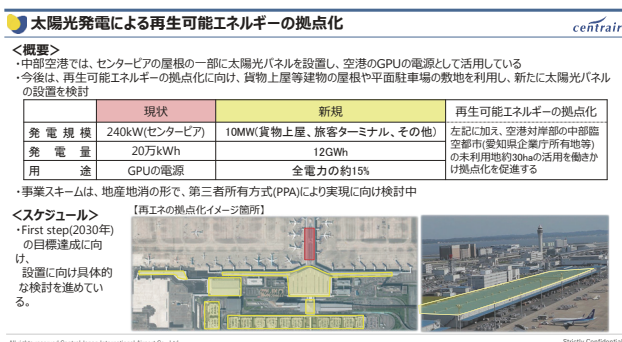 太陽光発電による再生可能エネルギーの拠点化
centrair
＜概要＞
・中部空港では、センターピアの屋根の一部に太陽光パネルを設置し、空港のGPUの電源として活用している
・今後は、再生可能エネルギーの拠点化に向け、貨物上屋等建物の屋根や平面駐車場の敷地を利用し、新たに太陽光パネル
の設置を検討
現状 新規 再生可能エネルギーの拠点化
発電規模 240kW(センターピア) 10MW(貨物上屋、旅客ターミナル、その他)
発電量 20万kWh 12GWh
用途 GPUの電源 全電力の約15%
左記に加え、空港対岸部の中部臨
空都市(愛知県企業庁所有地等)
の未利用地約30haの活用を働きか
け拠点化を促進する
・事業スキームは、地産地消の形で、第三者所有方式(PPA)により実現に向け検討中
＜スケジュール＞
・First step(2030年)
の目標達成に向
け、
設置に向け具体的
な検討を進めてい
る。
【再エネの拠点化イメージ箇所】
Strictly Confidential